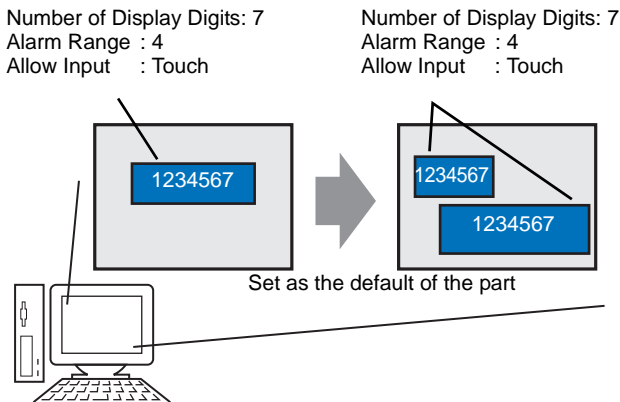 Number of Display Digits: 7
Alarm Range : 4
Allow Input : Touch
Number of Display Digits: 7
Alarm Range : 4
Allow Input : Touch
1234567
1234567
1234567
Set as the default of the part